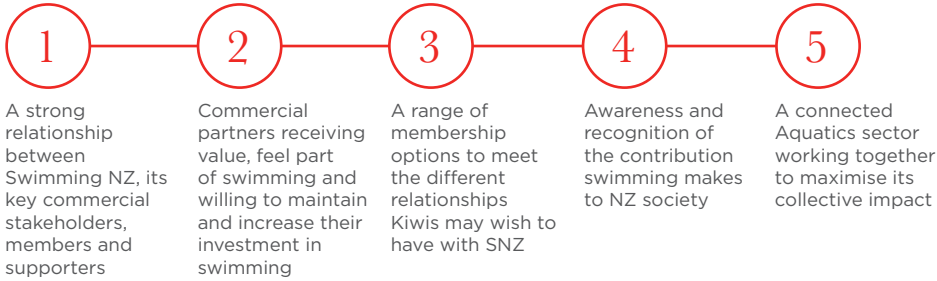 1
A strong
relationship
between
Swimming NZ, its
key commercial
stakeholders,
members and
supporters
2
Commercial
partners receiving
value, feel part
of swimming and
willing to maintain
and increase their
investment in
swimming
3
A range of
membership
options to meet
the different
relationships
Kiwis may wish to
have with SNZ
4
Awareness and
recognition of
the contribution
swimming makes
to NZ society
5
A connected
Aquatics sector
working together
to maximise its
collective impact